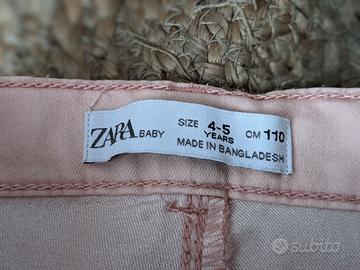 ZARA BABY SIZE 4-5 YEARS CM 110
MADE IN BANGLADESH
subito